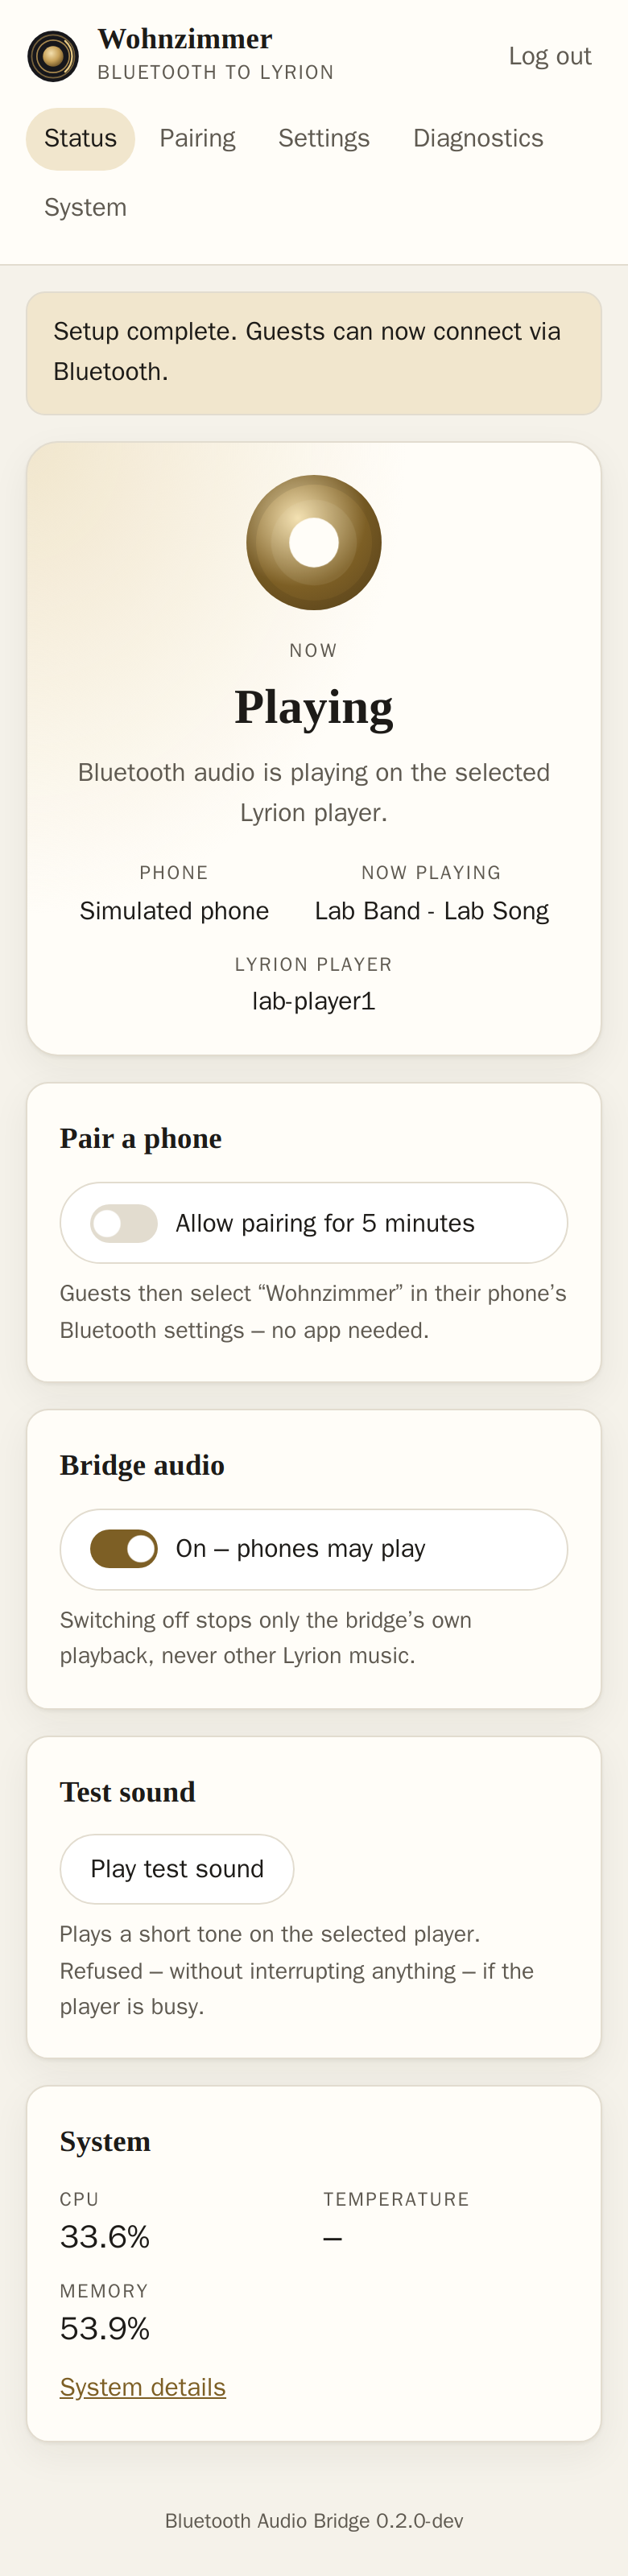 Wohnzimmer
BLUETOOTH TO LYRION
Log out
Status
Pairing
Settings
Diagnostics
System
Setup complete. Guests can now connect via
Bluetooth.
NOW
Playing
Bluetooth audio is playing on the selected
Lyrion player.
PHONE
Simulated phone
NOW PLAYING
Lab Band - Lab Song
LYRION PLAYER
lab-player1
Pair a phone
Allow pairing for 5 minutes
Guests then select “Wohnzimmer” in their phone’s
Bluetooth settings – no app needed.
Bridge audio
On – phones may play
Switching off stops only the bridge’s own
playback, never other Lyrion music.
Test sound
Play test sound
Plays a short tone on the selected player.
Refused – without interrupting anything – if the
player is busy.
System
CPU
33.6%
TEMPERATURE
–
MEMORY
53.9%
System details
Bluetooth Audio Bridge 0.2.0-dev